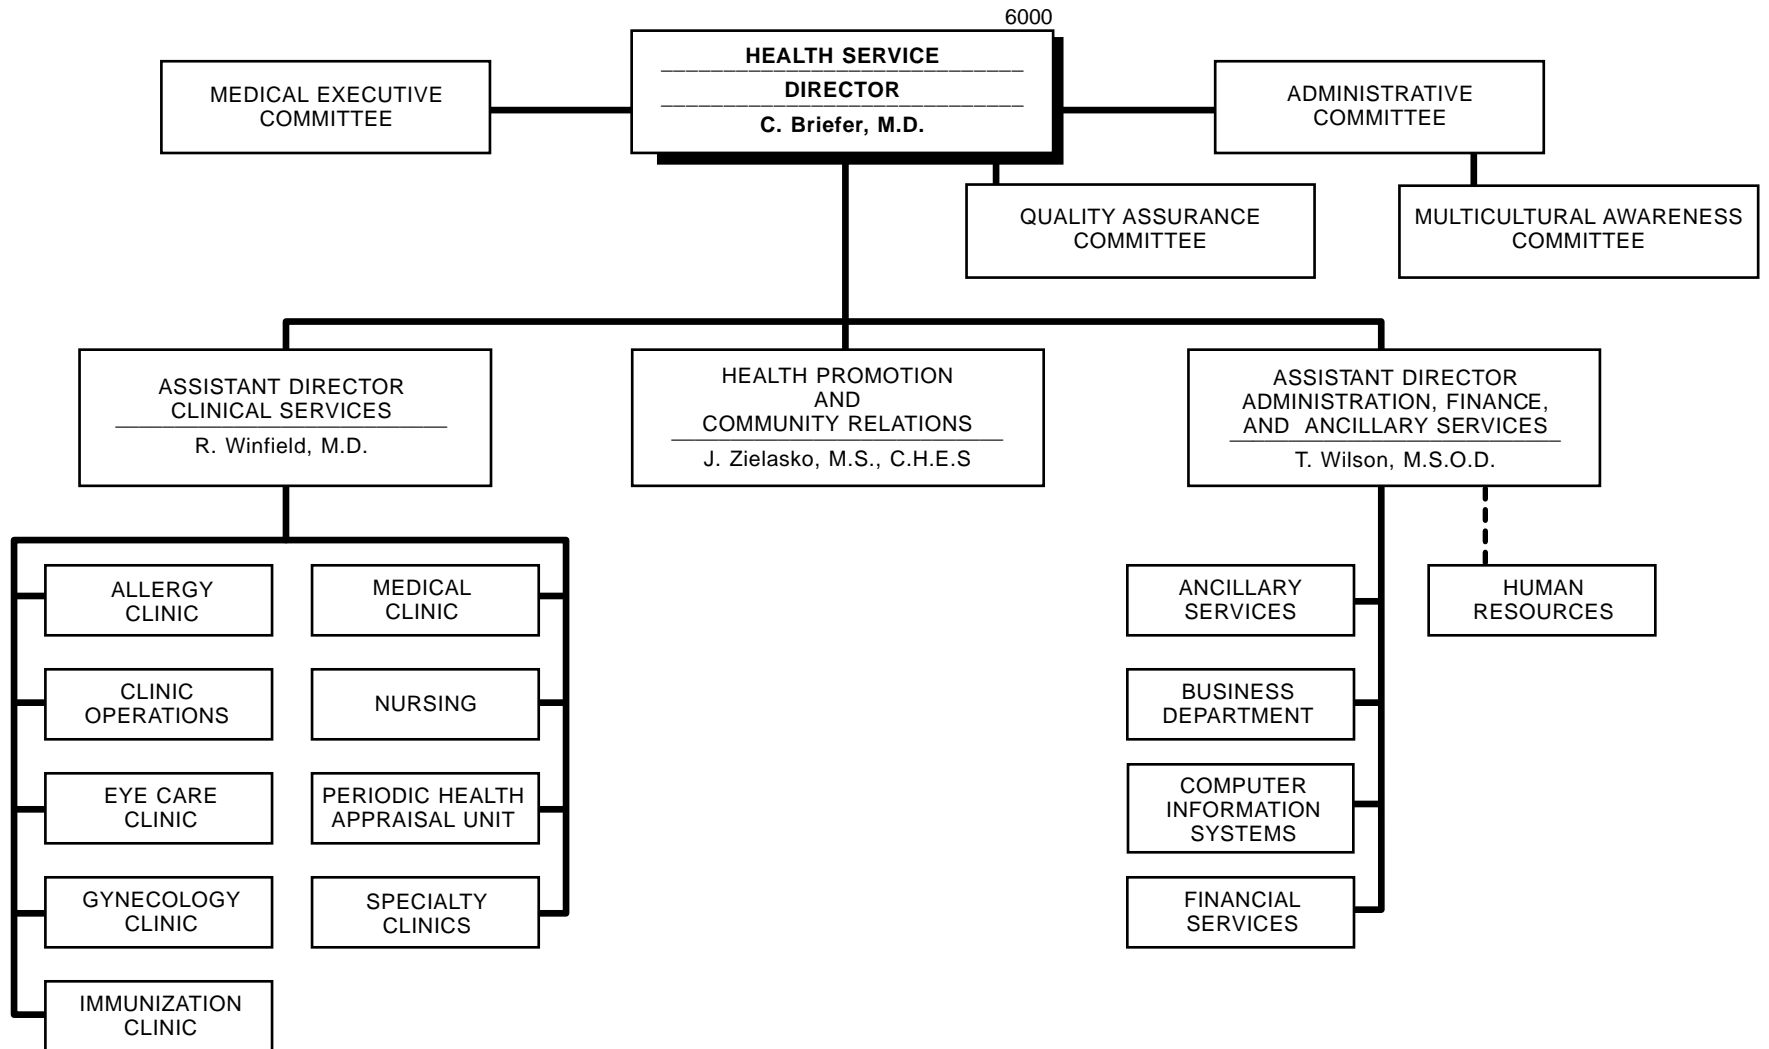 6000
HEALTH SERVICE
DIRECTOR
C. Briefer, M.D.
MEDICAL EXECUTIVE
COMMITTEE
ADMINISTRATIVE
COMMITTEE
QUALITY ASSURANCE
COMMITTEE
MULTICULTURAL AWARENESS
COMMITTEE
ASSISTANT DIRECTOR
CLINICAL SERVICES
R. Winfield, M.D.
HEALTH PROMOTION
AND
COMMUNITY RELATIONS
J. Zielasko, M.S., C.H.E.S
ASSISTANT DIRECTOR
ADMINISTRATION, FINANCE,
AND ANCILLARY SERVICES
T. Wilson, M.S.O.D.
ALLERGY
CLINIC
CLINIC
OPERATIONS
EYE CARE
CLINIC
GYNECOLOGY
CLINIC
IMMUNIZATION
CLINIC
MEDICAL
CLINIC
NURSING
PERIODIC HEALTH
APPRAISAL UNIT
SPECIALTY
CLINICS
ANCILLARY
SERVICES
BUSINESS
DEPARTMENT
COMPUTER
INFORMATION
SYSTEMS
FINANCIAL
SERVICES
HUMAN
RESOURCES